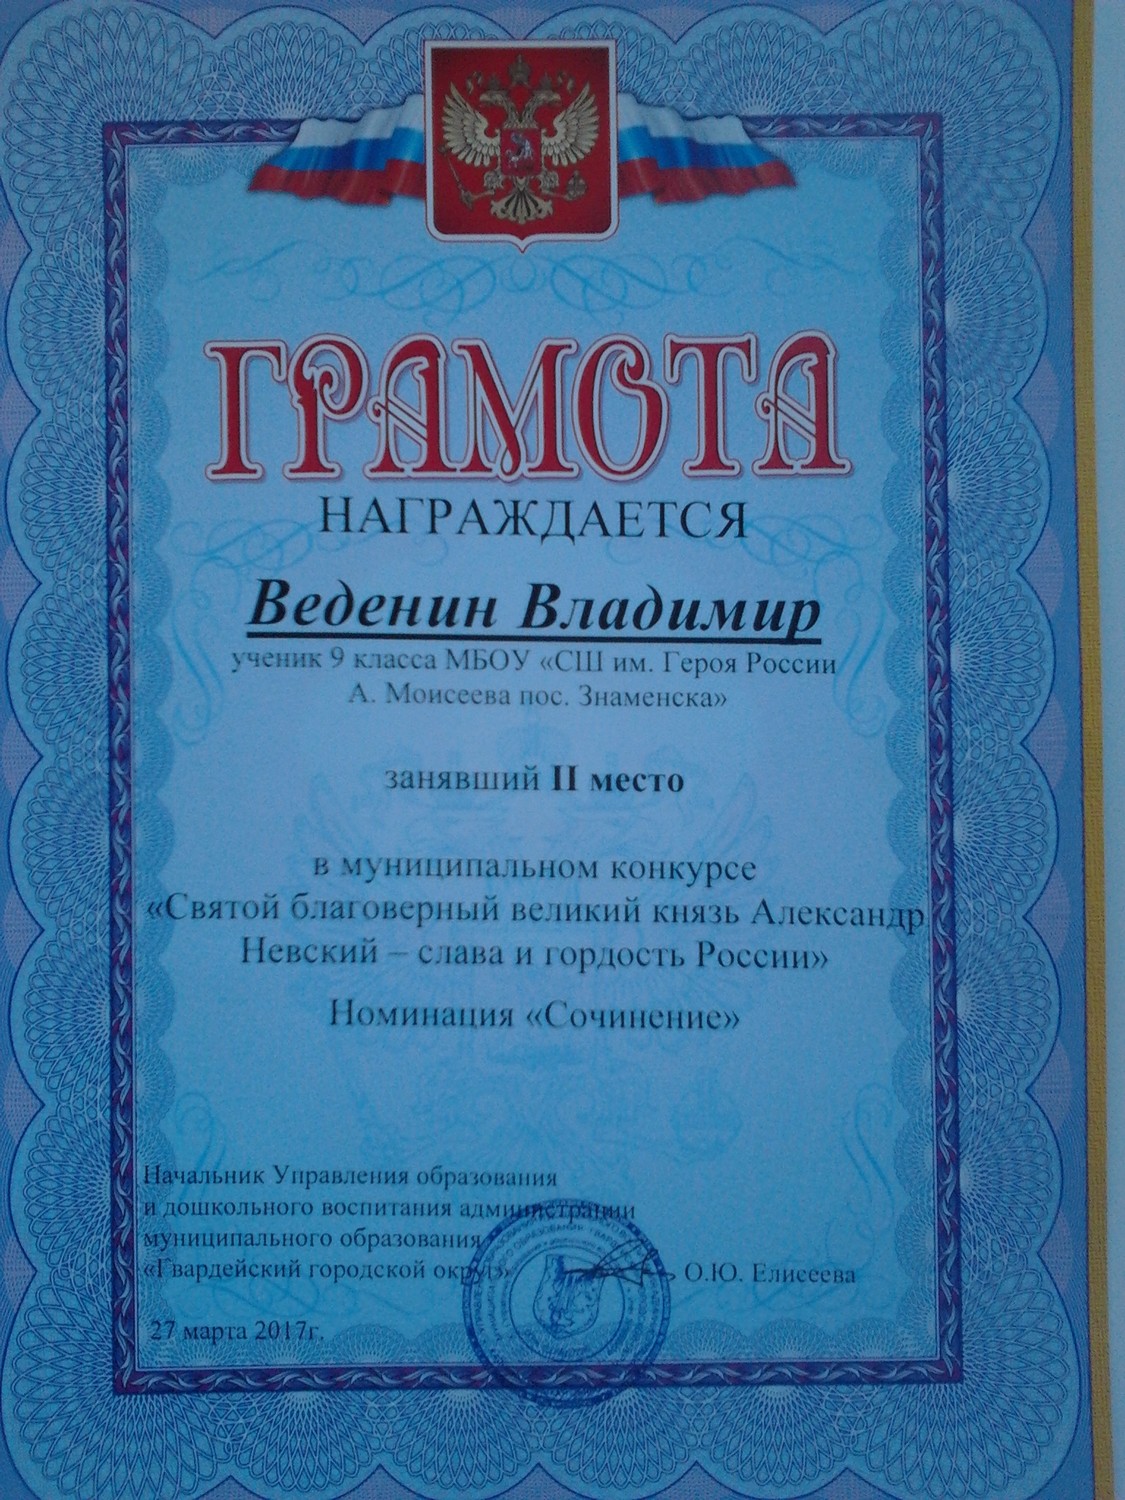 ГРАМОТА
НАГРАЖДАЕТСЯ
Веденин Владимир
ученик 9 класса МБОУ «СШ им. Героя России
А. Моисеева пос. Знаменска»
занявший II место
в муниципальном конкурсе
«Святой благоверный великий князь Александр
Невский – слава и гордость России»
Номинация «Сочинение»
Начальник Управления образования
и дошкольного воспитания администрации
муниципального образования
«Гвардейский городской округ»
О.Ю. Елисеева
27 марта 2017г.